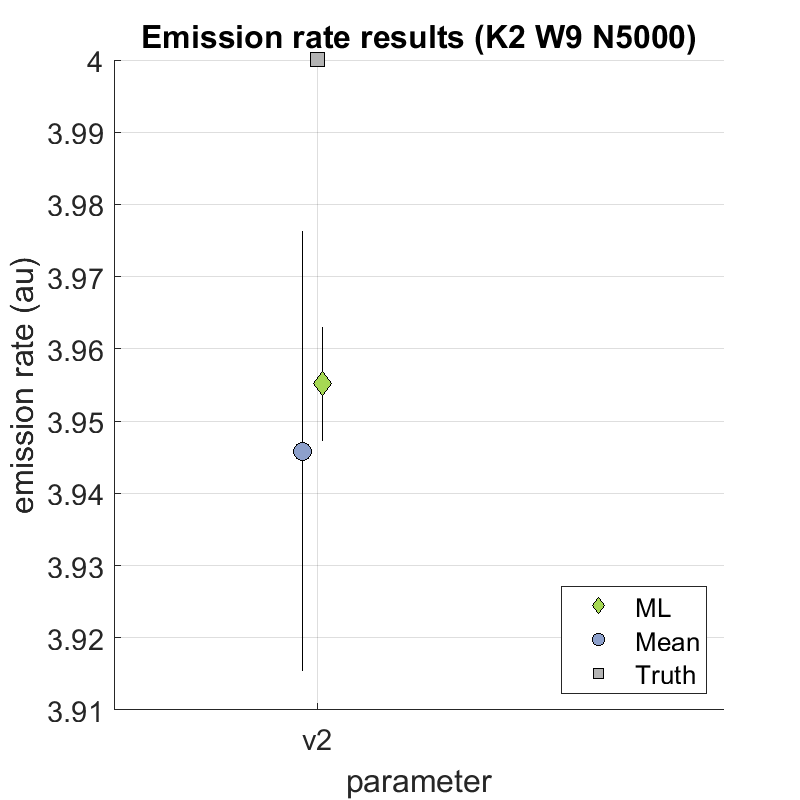 Emission rate results (K2 W9 N5000)
4
3.99
3.98
3.97
3.96
3.95
3.94
3.93
3.92
3.91
emission rate (au)
ML
Mean
Truth
v2
parameter